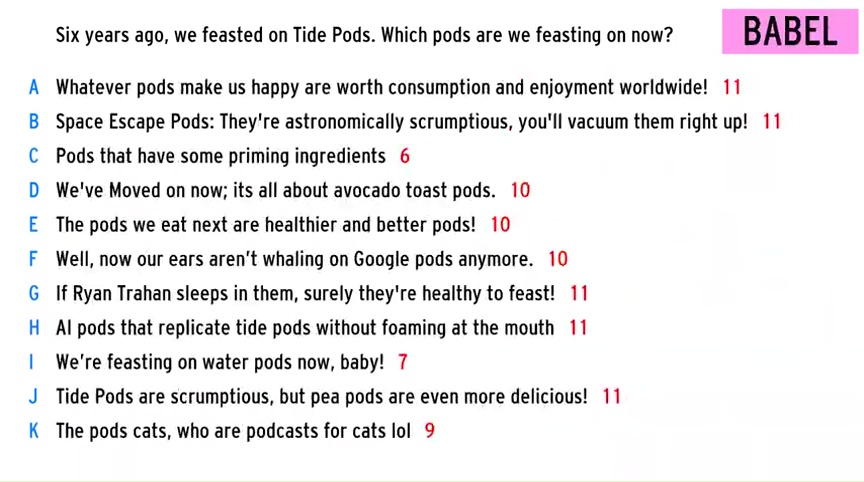 Six years ago, we feasted on Tide Pods. Which pods are we feasting on now?
BABEL
A Whatever pods make us happy are worth consumption and enjoyment worldwide! 11
B Space Escape Pods: They're astronomically scrumptious, you'll vacuum them right up! 11
C Pods that have some priming ingredients 6
D We've Moved on now; its all about avocado toast pods. 10
E The pods we eat next are healthier and better pods! 10
F Well, now our ears aren’t whaling on Google pods anymore. 10
G If Ryan Trahan sleeps in them, surely they're healthy to feast! 11
H AI pods that replicate tide pods without foaming at the mouth 11
I We’re feasting on water pods now, baby! 7
J Tide Pods are scrumptious, but pea pods are even more delicious! 11
K The pods cats, who are podcasts for cats lol 9